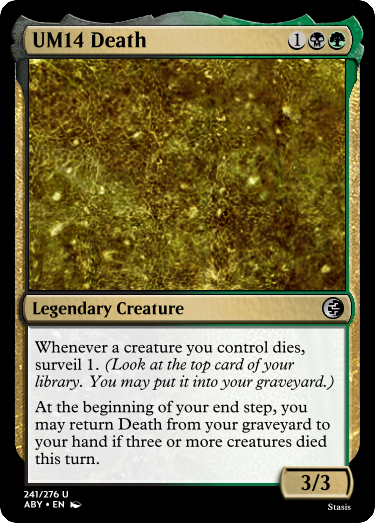 UM14 Death 1
Legendary Creature
Whenever a creature you control dies,
surveil 1. (Look at the top card of your
library. You may put it into your graveyard.)
At the beginning of your end step, you
may return Death from your graveyard to
your hand if three or more creatures died
this turn.
3/3
241/276 U
ABY • EN
Stasis